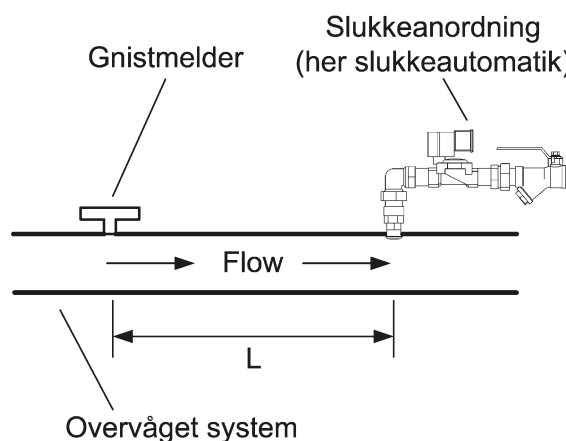 Slukkeanordning
(her slukkeautomatik)
Gnistmelder
Flow
L
Overvåget system